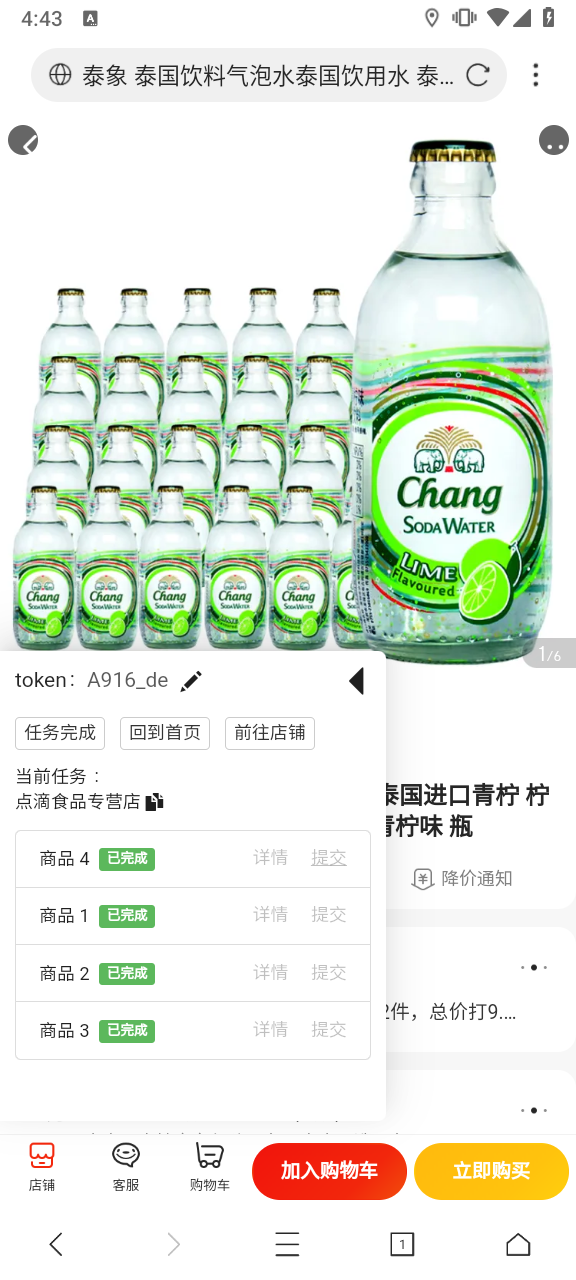 4:43
A
泰象 泰国饮料气泡水泰国饮用水 泰...
Chang
SODA WATER
LIME
Flavoured
1/6
token： A916_de
任务完成 回到首页 前往店铺
当前任务：
点滴食品专营店
泰国进口青柠 柠
青柠味 瓶
降价通知
商品 4 已完成 详情 提交
商品 1 已完成 详情 提交
商品 2 已完成 详情 提交
商品 3 已完成 详情 提交
2件，总价打9....
店铺 客服 购物车 加入购物车 立即购买
1